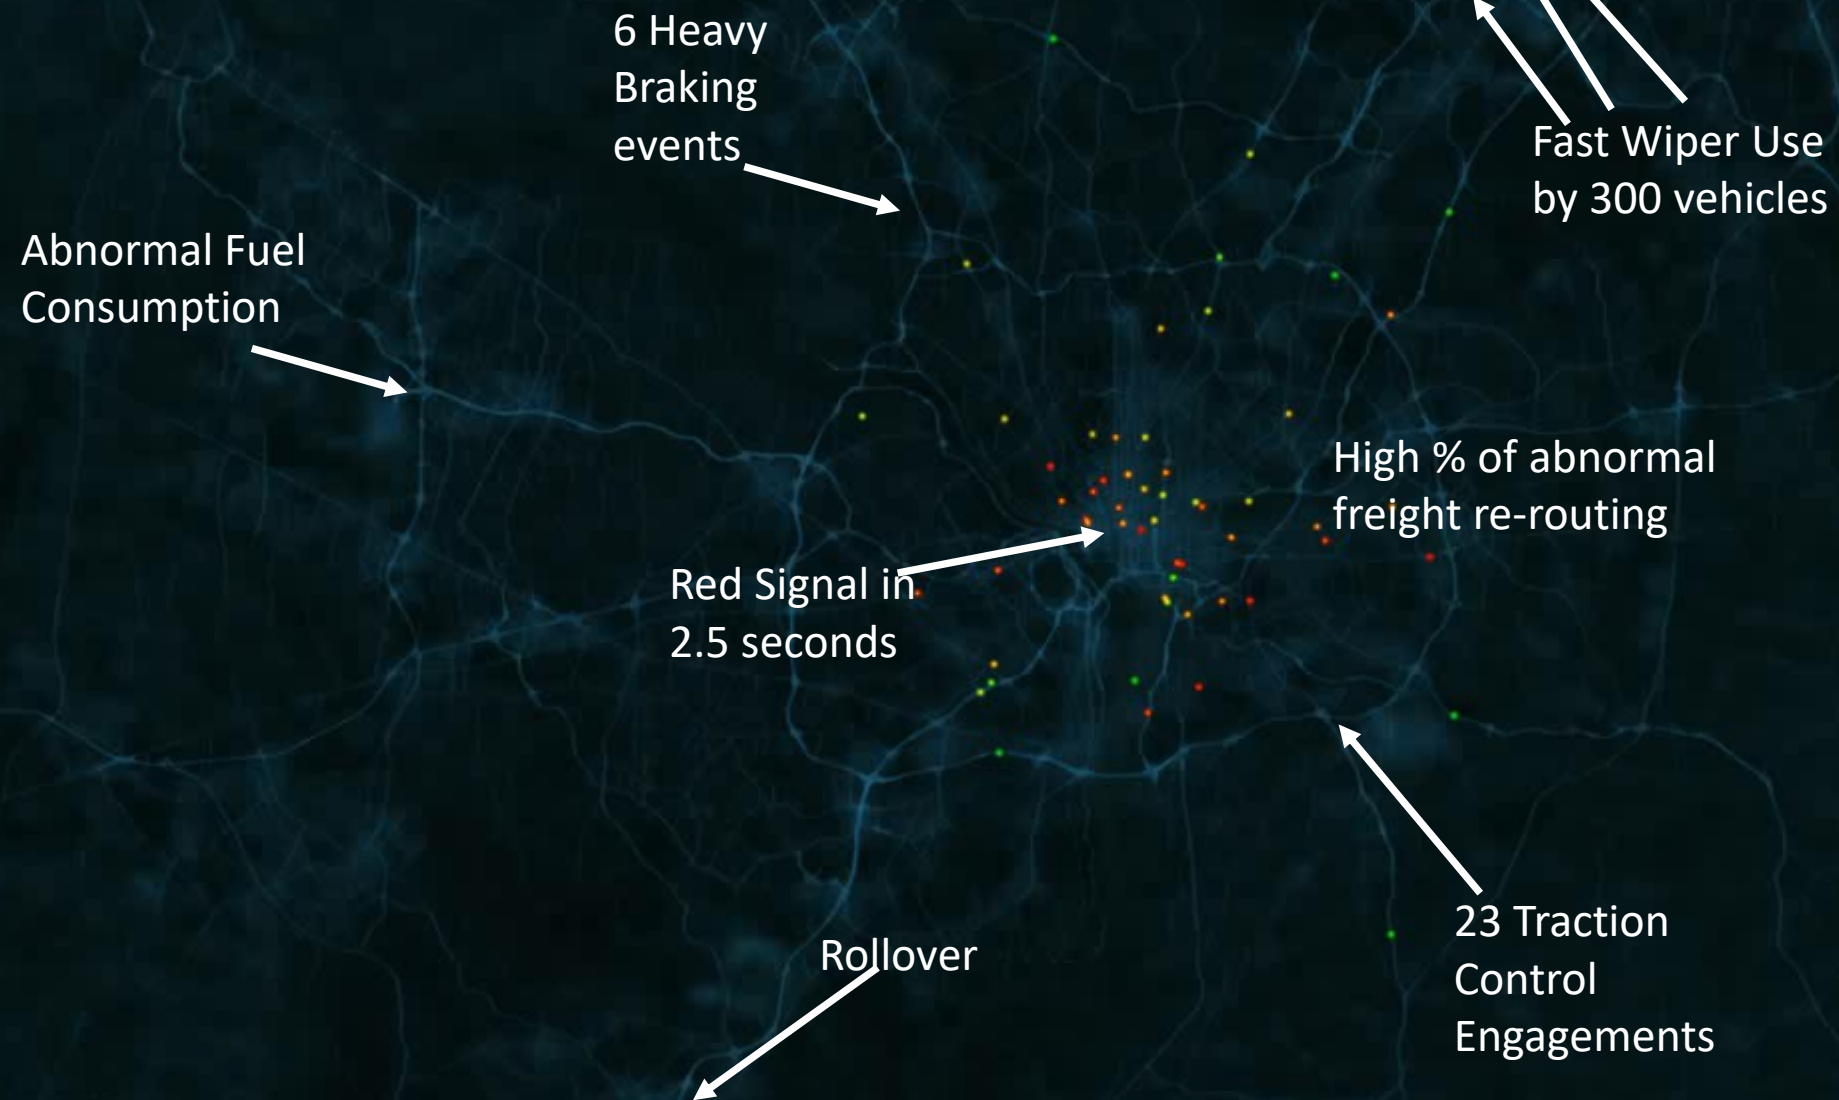 6 Heavy
Braking
events
Fast Wiper Use
by 300 vehicles
Abnormal Fuel
Consumption
High % of abnormal
freight re-routing
Red Signal in
2.5 seconds
23 Traction
Control
Engagements
Rollover